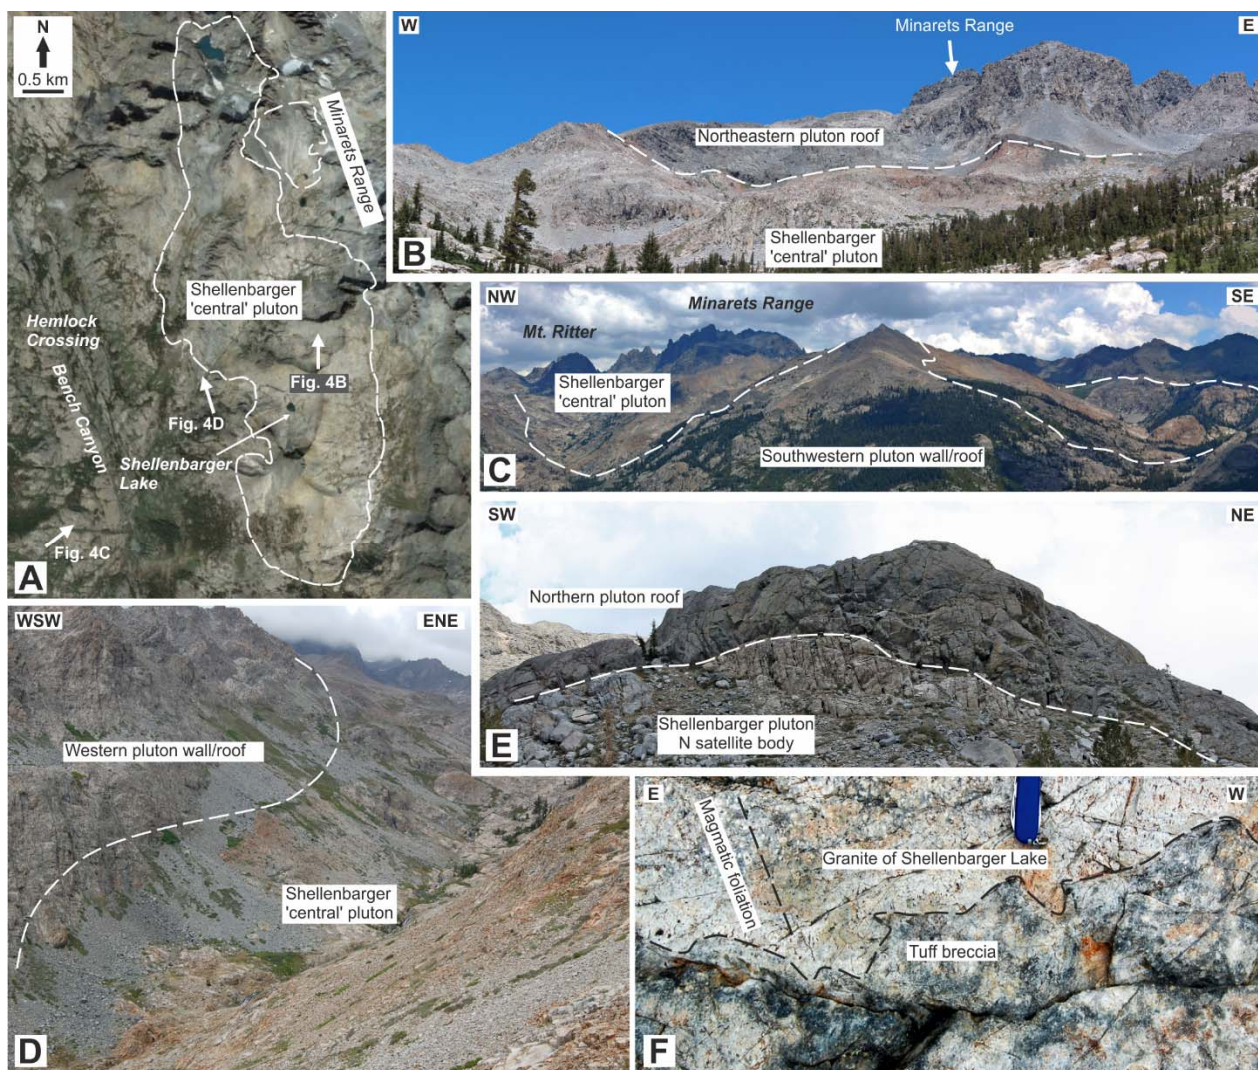 N
0.5 km
Minarets Range
Shellenbarger
'central' pluton
Hemlock
Crossing
Bench Canyon
Fig. 4B
Fig. 4D
Shellenbarger
Lake
Fig. 4C
A
W
E
Minarets Range
Northeastern pluton roof
Shellenbarger
'central' pluton
B
NW
SE
Minarets Range
Mt. Ritter
Shellenbarger
'central' pluton
Southwestern pluton wall/roof
C
WSW
ENE
Western pluton wall/roof
Shellenbarger
'central' pluton
D
SW
NE
Northern pluton roof
Shellenbarger pluton
N satellite body
E
E
W
Magmatic foliation
Granite of Shellenbarger Lake
Tuff breccia
F